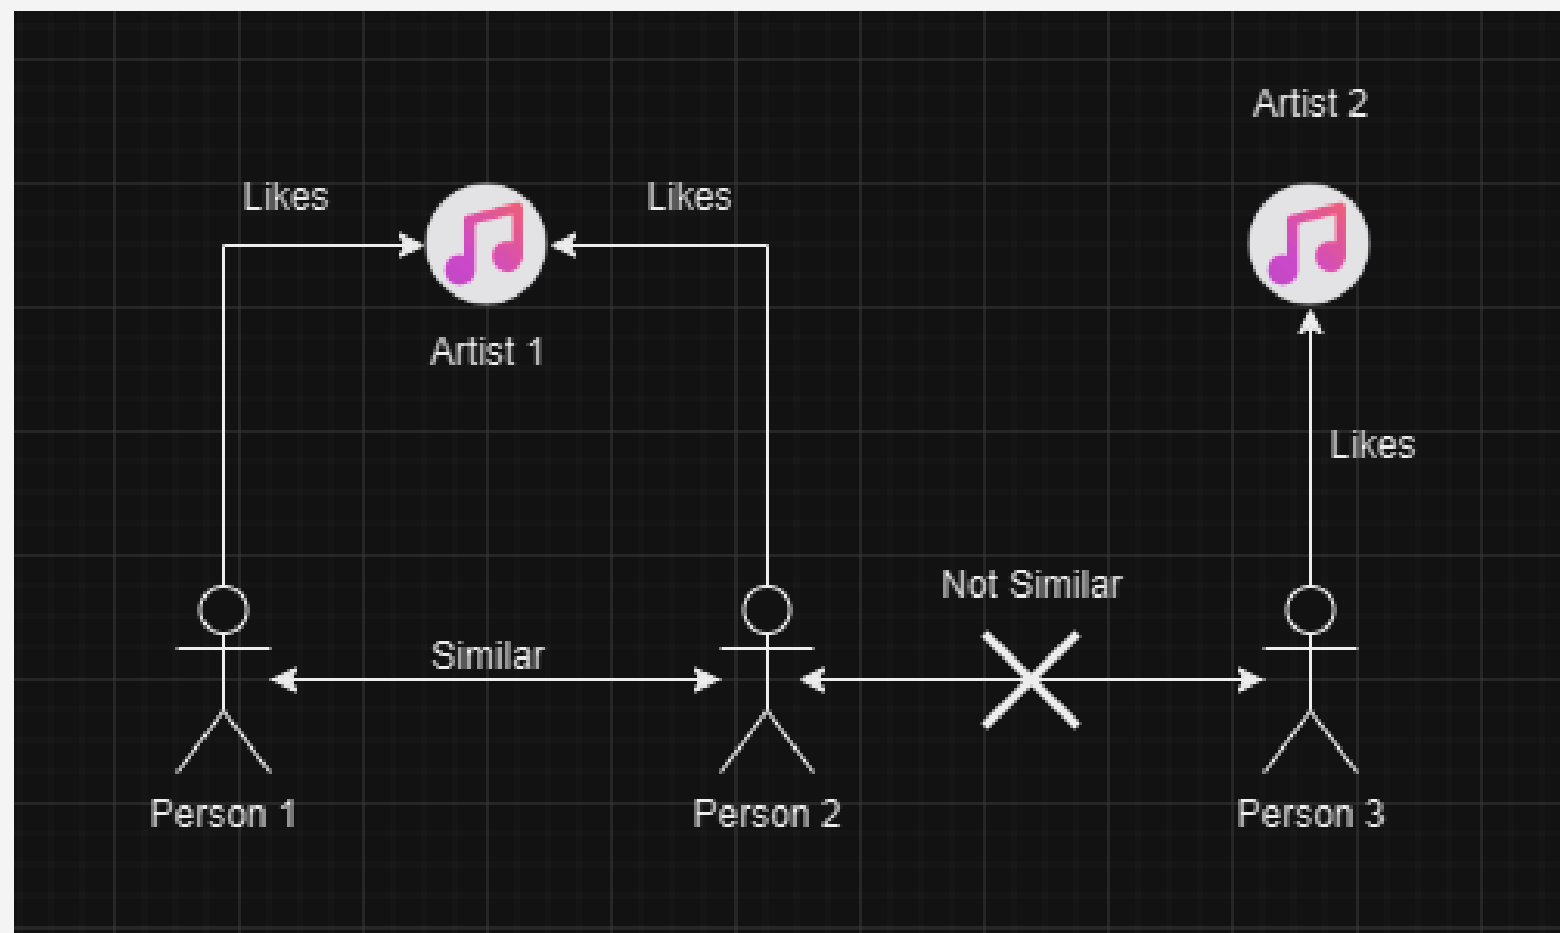 Artist 2
Likes
Likes
Artist 1
Likes
Not Similar
Similar
Person 1
Person 2
Person 3